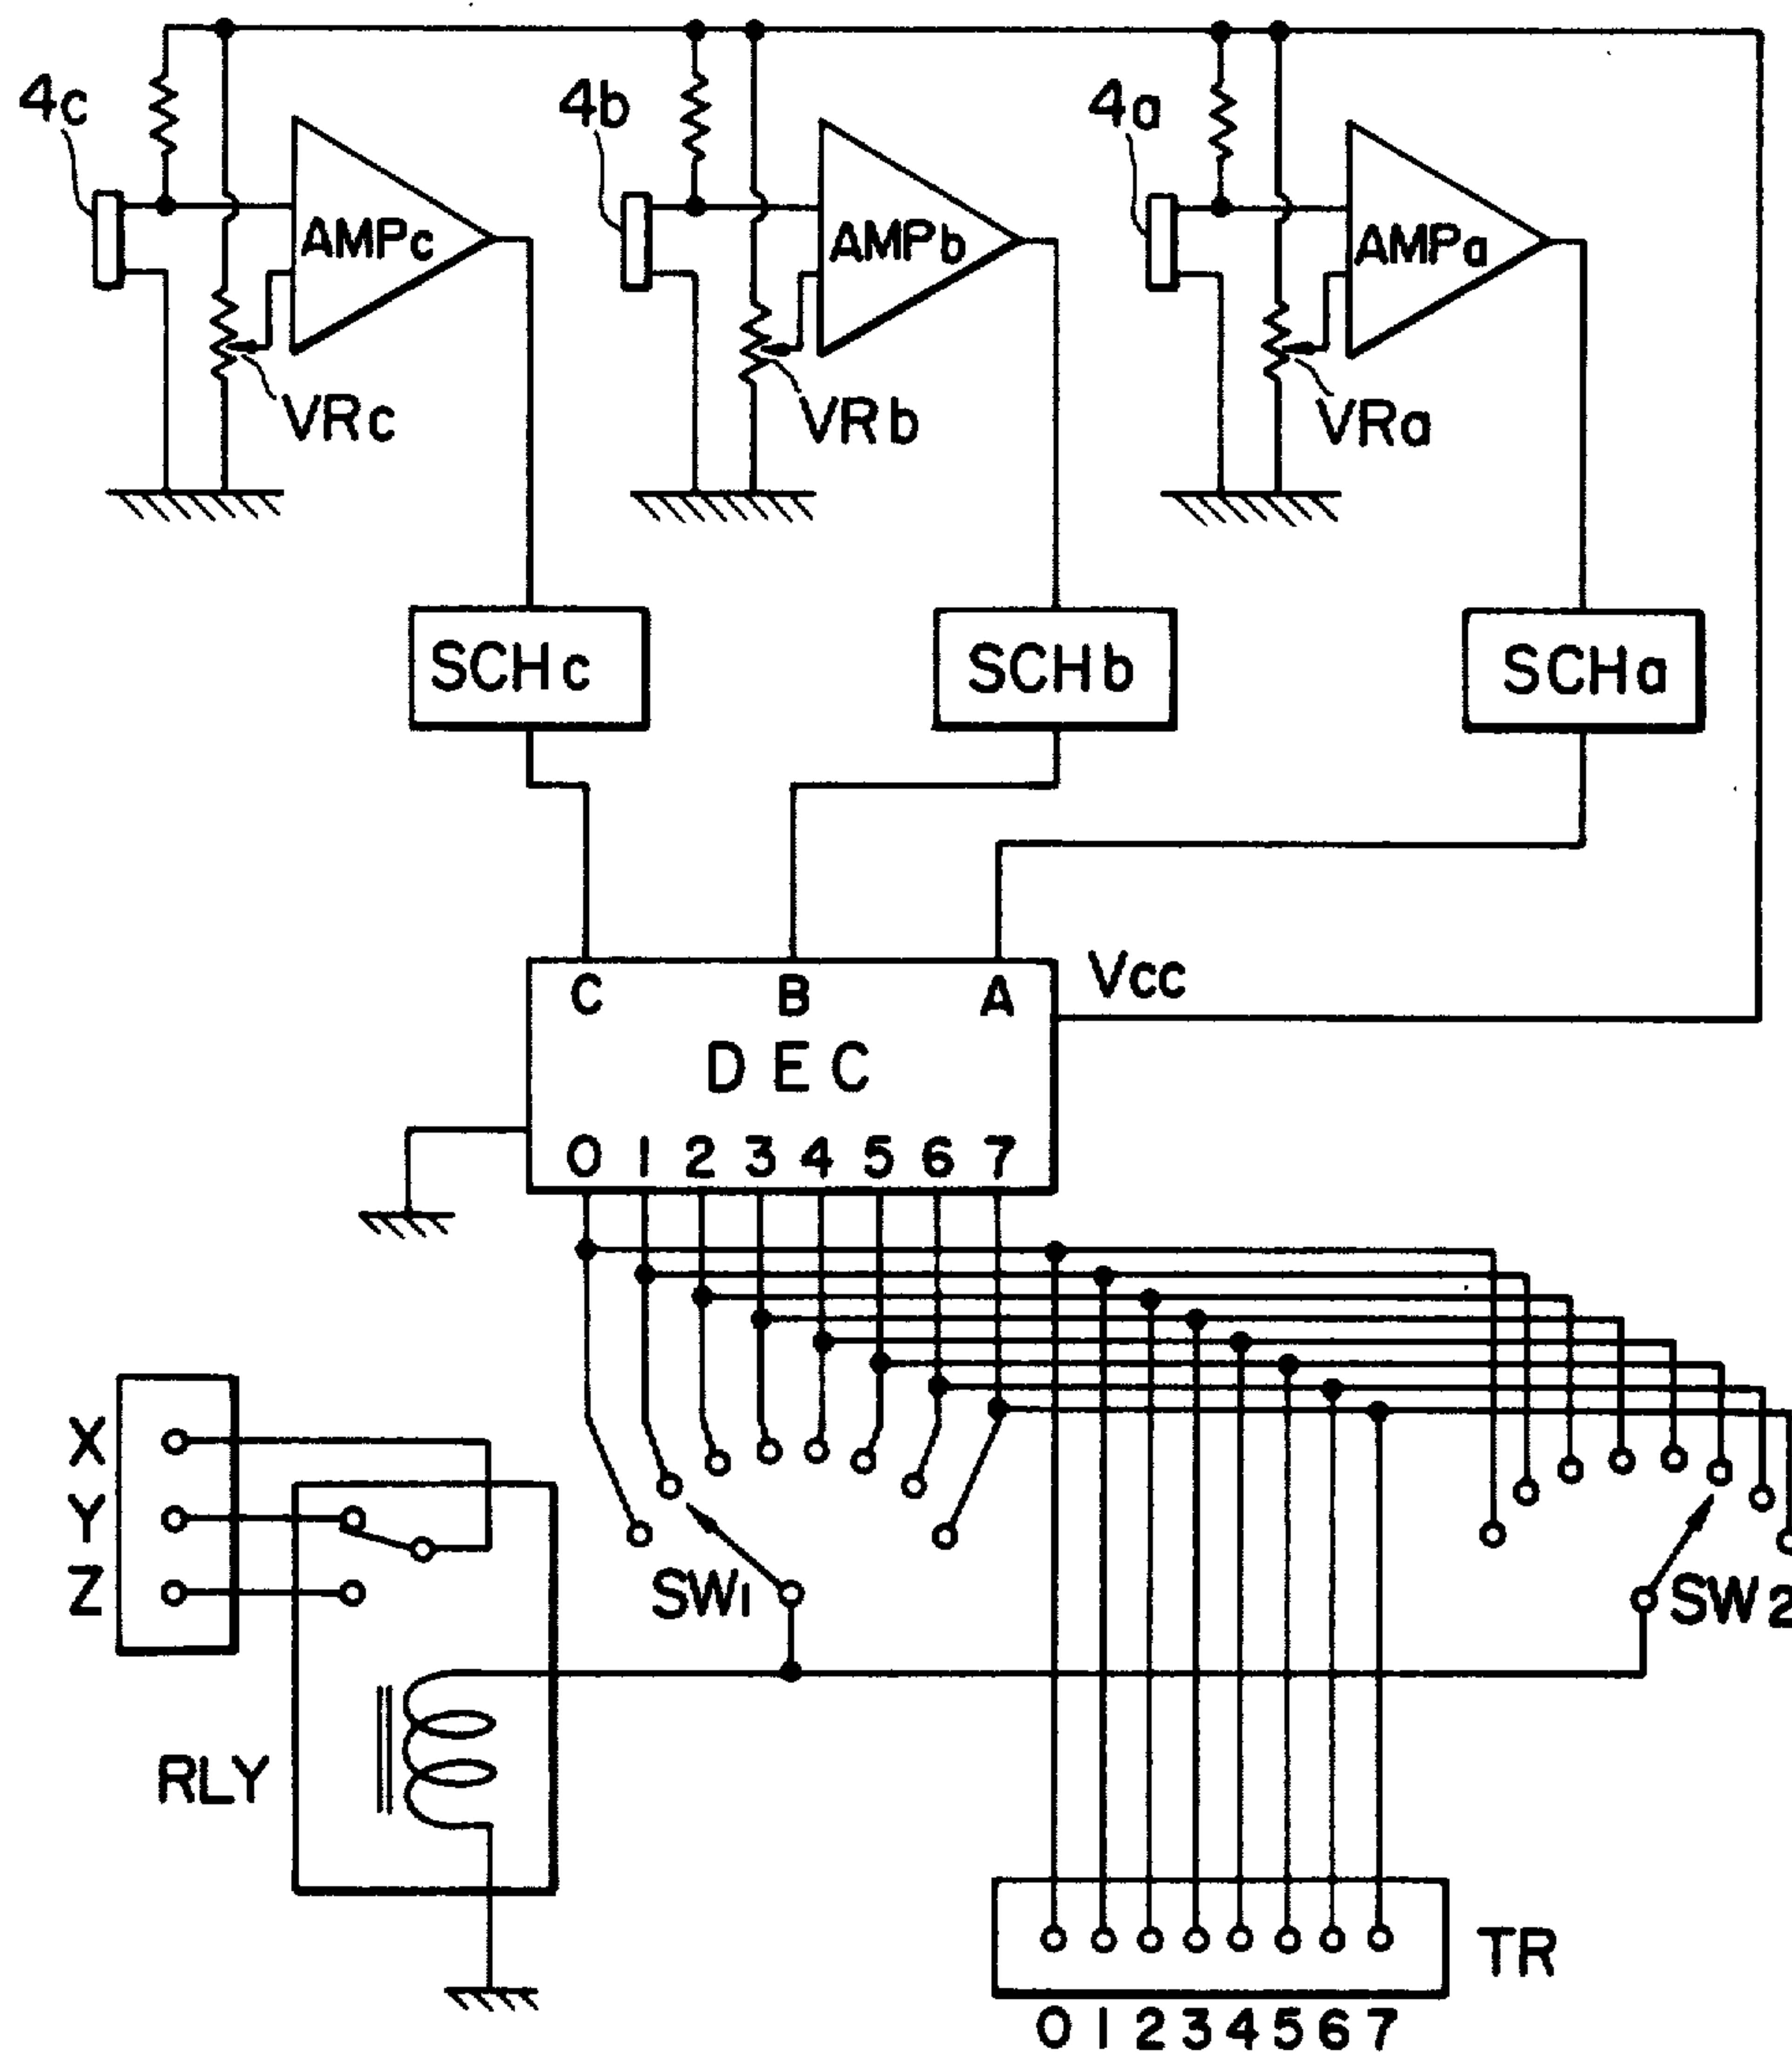 4c 4b 4a
AMPc AMPb AMPa
VRc VRb VRa
SCHc SCHb SCHa
Vcc
C B A
DEC
0 1 2 3 4 5 6 7
X
Y
Z
SW1 SW2
RLY
TR
0 1 2 3 4 5 6 7